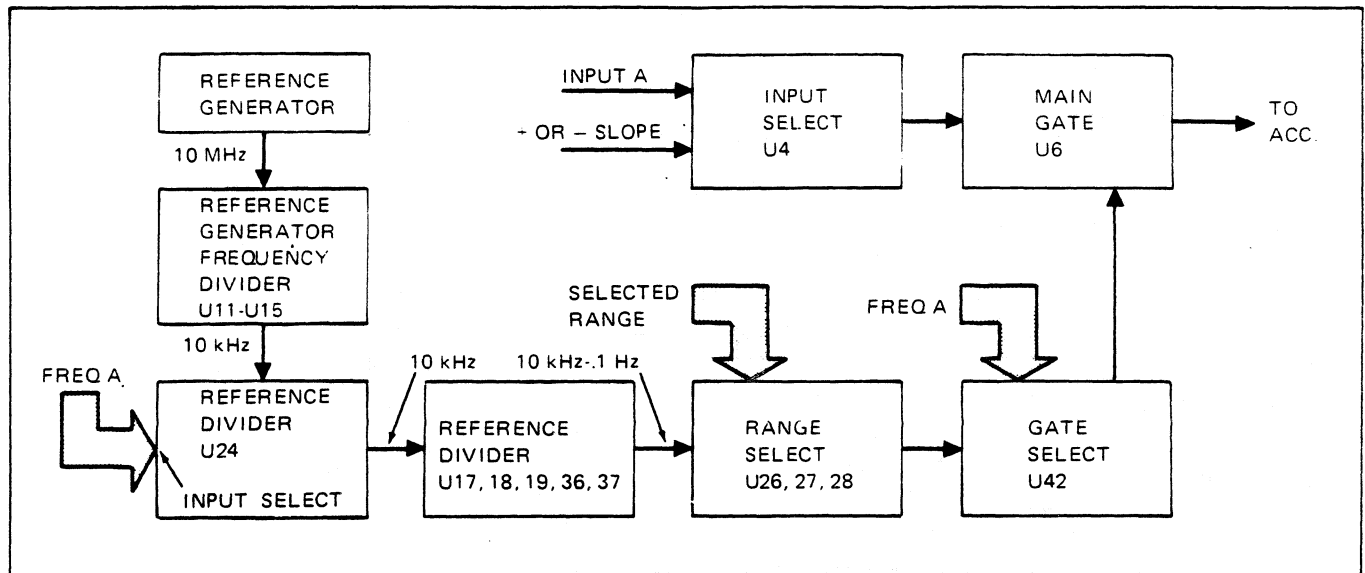 REFERENCE
GENERATOR
10 MHz
REFERENCE
GENERATOR
FREQUENCY
DIVIDER
U11-U15
10 kHz
FREQ A
REFERENCE
DIVIDER
U24
INPUT SELECT
10 kHz
REFERENCE
DIVIDER
U17, 18, 19, 36, 37
10 kHz-.1 Hz
SELECTED
RANGE
RANGE
SELECT
U26, 27, 28
FREQ A
GATE
SELECT
U42
INPUT A
+ OR – SLOPE
INPUT
SELECT
U4
MAIN
GATE
U6
TO
ACC.